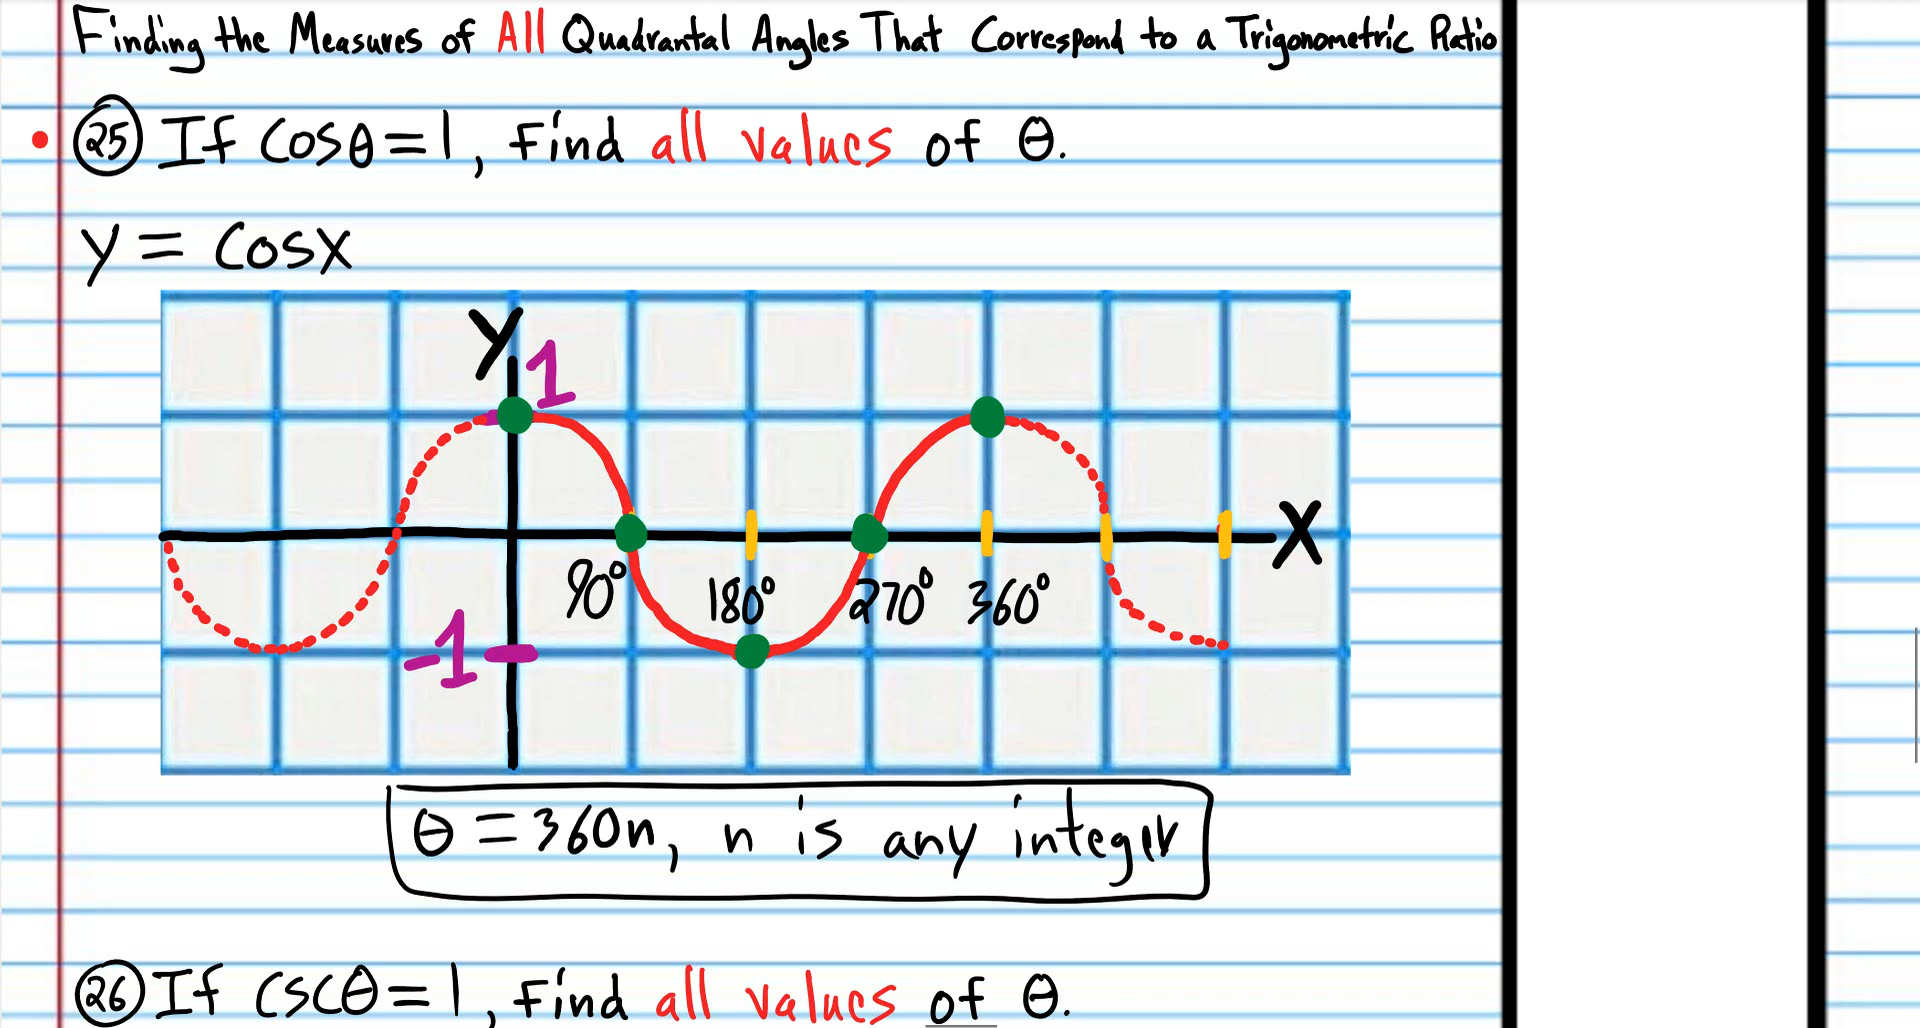 Finding the Measures of All Quadrantal Angles That Correspond to a Trigonometric Ratio
25 If Cosθ=1, Find all values of θ.
y = Cosx
Y
1
X
90° 180° 270° 360°
-1
θ = 360n, n is any integer
26 If CSCθ=1, Find all values of θ.